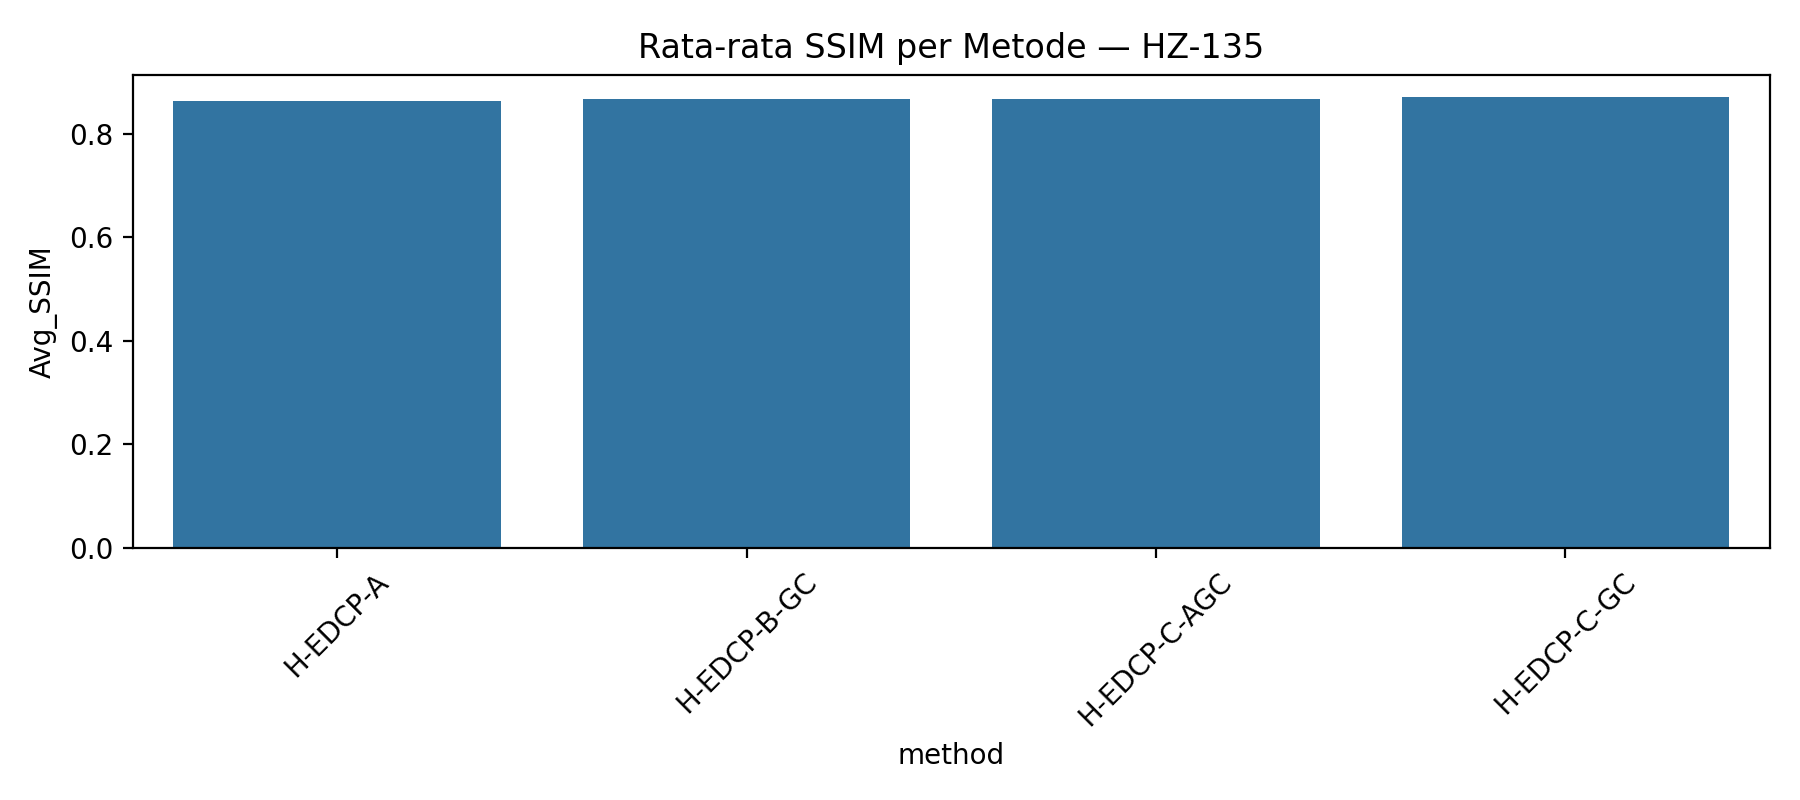 Rata-rata SSIM per Metode — HZ-135
Avg_SSIM
0.8
0.6
0.4
0.2
0.0
H-EDCP-A
H-EDCP-B-GC
H-EDCP-C-AGC
H-EDCP-C-GC
method